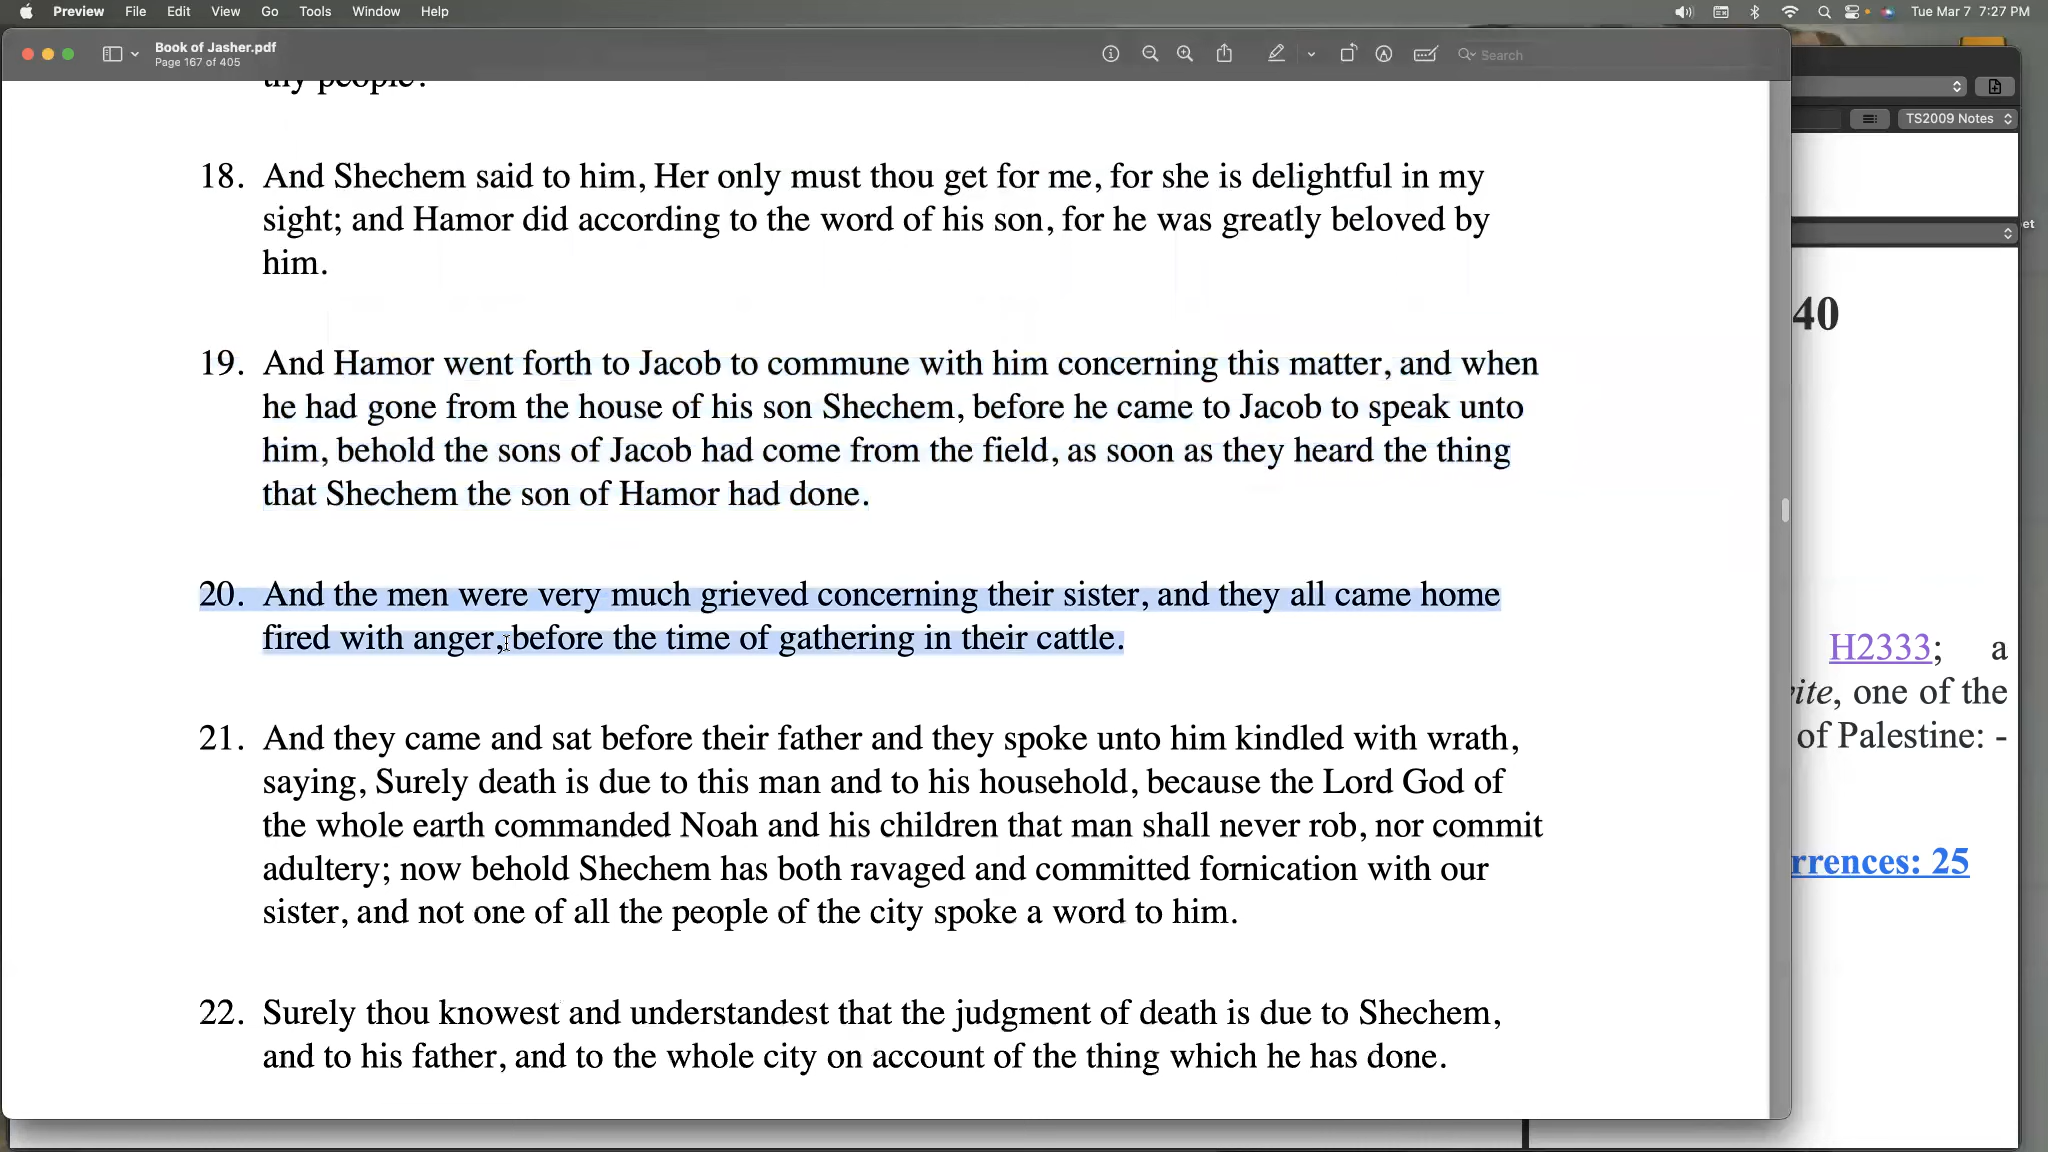 Preview File Edit View Go Tools Window Help
Tue Mar 7 7:27 PM
Book of Jasher.pdf
Page 167 of 405
Search
TS2009 Notes
thy people?
18. And Shechem said to him, Her only must thou get for me, for she is delightful in my
sight; and Hamor did according to the word of his son, for he was greatly beloved by
him.
19. And Hamor went forth to Jacob to commune with him concerning this matter, and when
he had gone from the house of his son Shechem, before he came to Jacob to speak unto
him, behold the sons of Jacob had come from the field, as soon as they heard the thing
that Shechem the son of Hamor had done.
20. And the men were very much grieved concerning their sister, and they all came home
fired with anger, before the time of gathering in their cattle.
21. And they came and sat before their father and they spoke unto him kindled with wrath,
saying, Surely death is due to this man and to his household, because the Lord God of
the whole earth commanded Noah and his children that man shall never rob, nor commit
adultery; now behold Shechem has both ravaged and committed fornication with our
sister, and not one of all the people of the city spoke a word to him.
22. Surely thou knowest and understandest that the judgment of death is due to Shechem,
and to his father, and to the whole city on account of the thing which he has done.
et
40
H2333; a
vite, one of the
of Palestine: -
rrences: 25